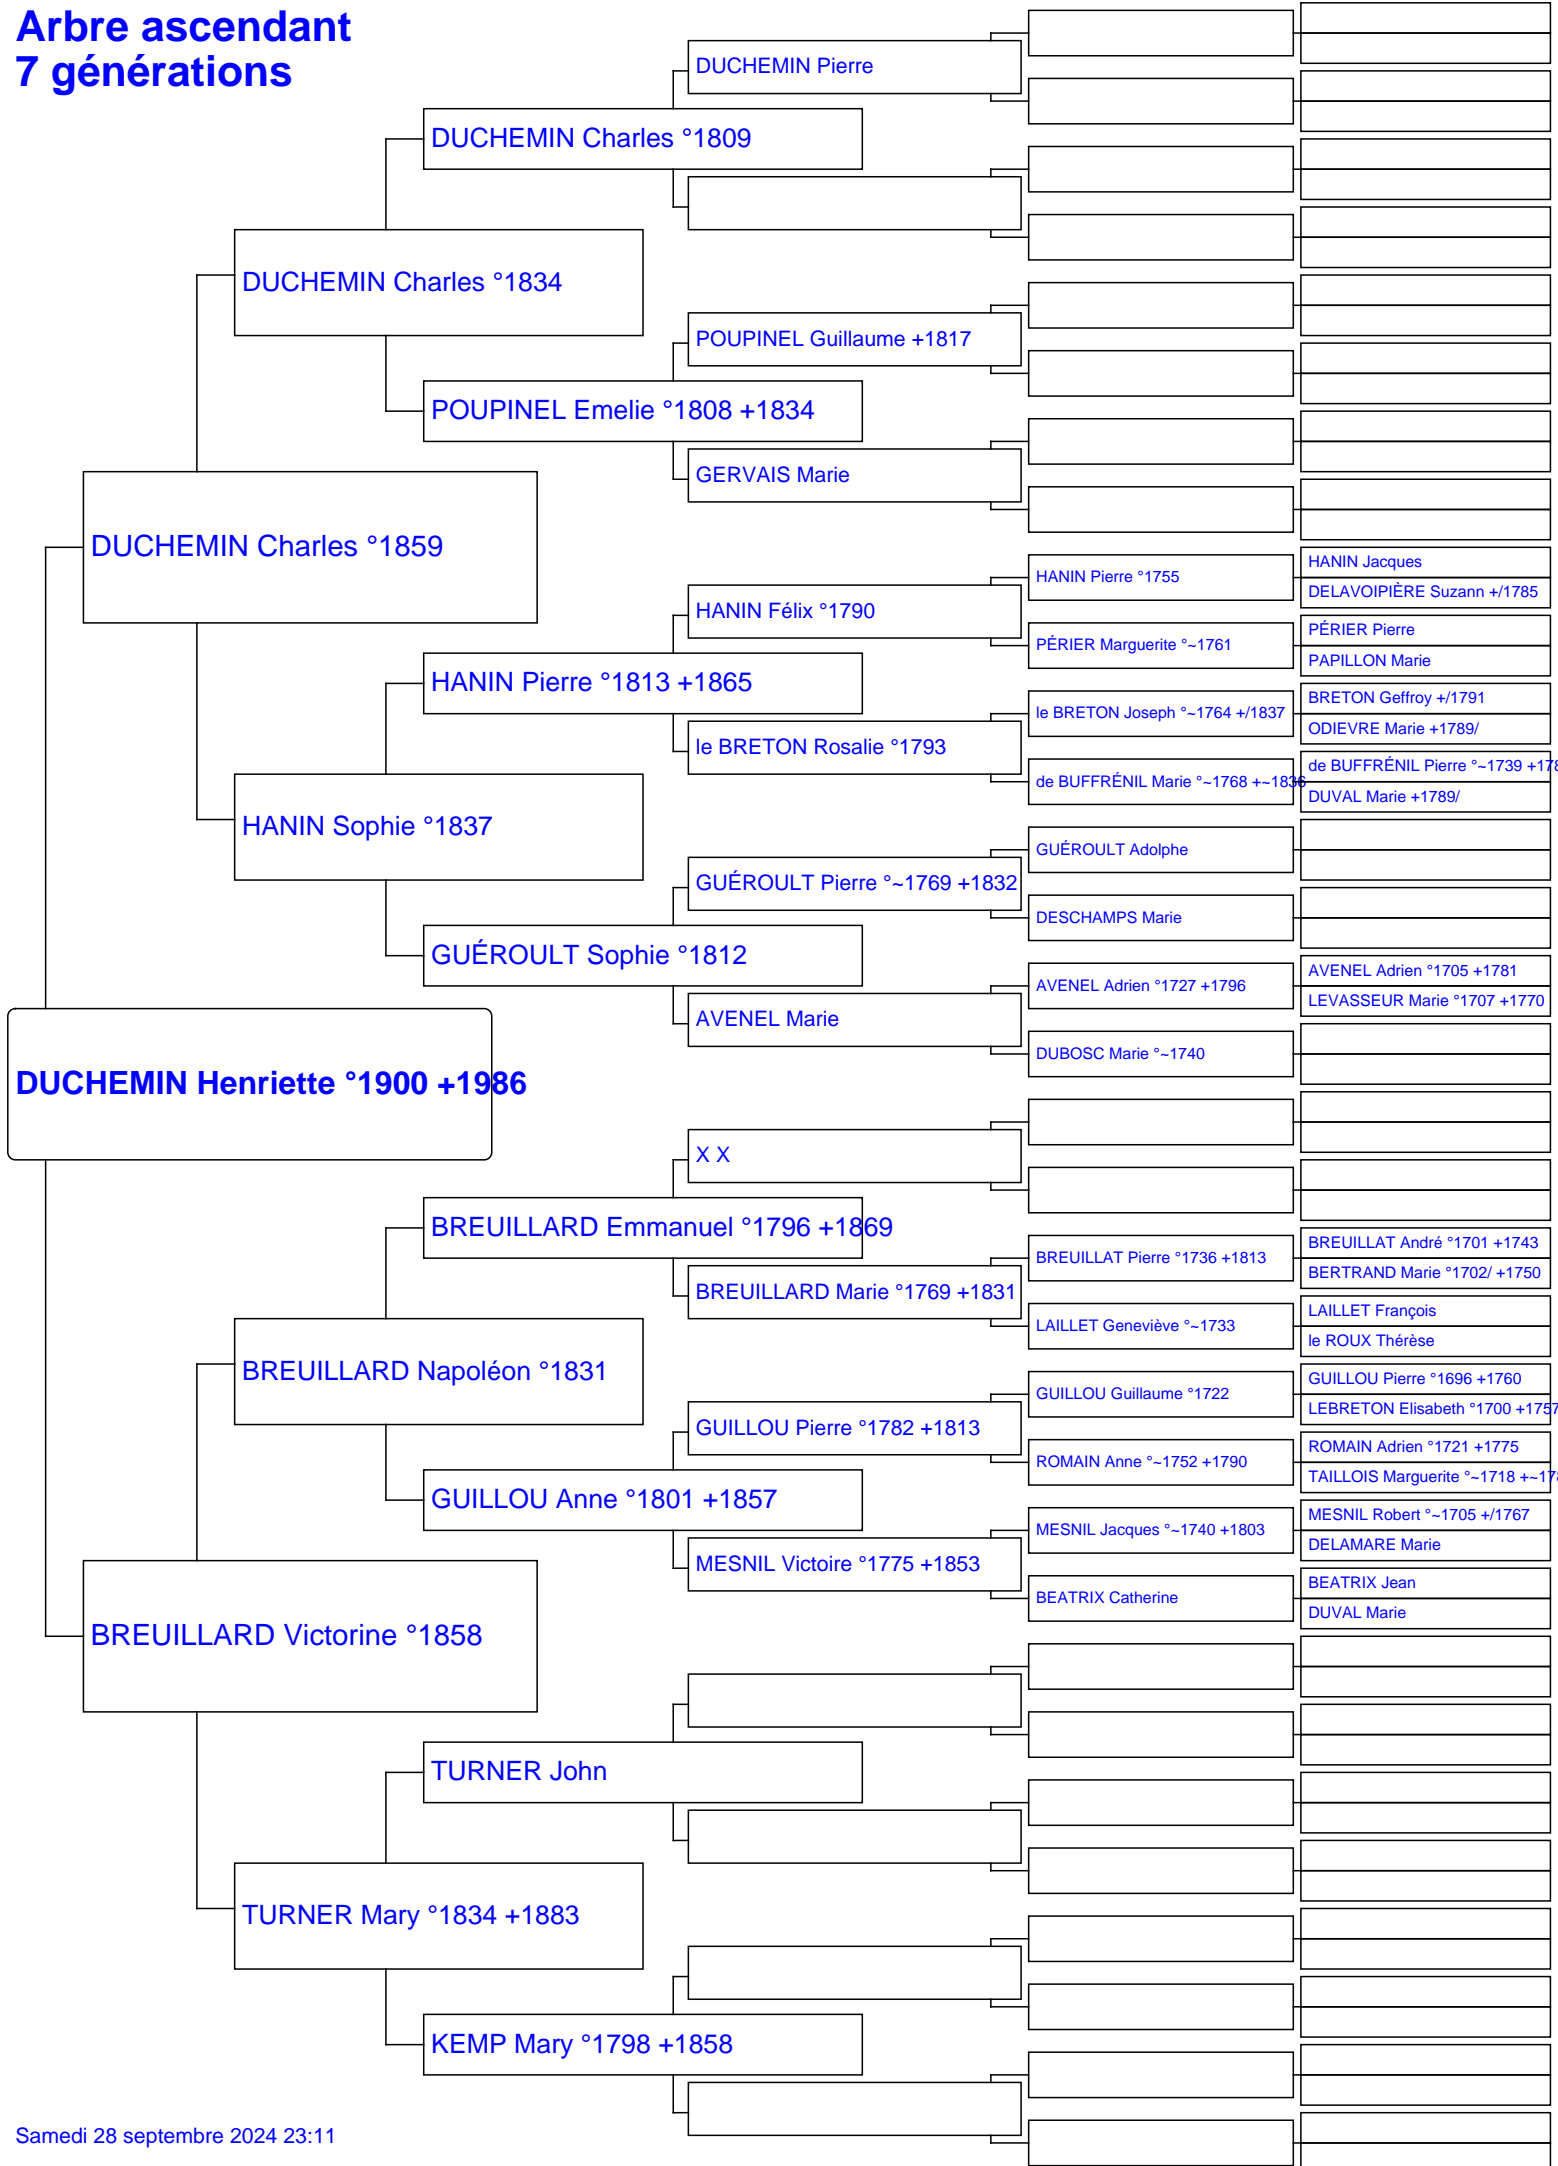 Arbre ascendant
7 générations
DUCHEMIN Pierre
DUCHEMIN Charles °1809
DUCHEMIN Charles °1834
POUPINEL Guillaume +1817
POUPINEL Emelie °1808 +1834
GERVAIS Marie
DUCHEMIN Charles °1859
HANIN Jacques
HANIN Pierre °1755
DELAVOIPIÈRE Suzann +/1785
HANIN Félix °1790
PÉRIER Pierre
PÉRIER Marguerite °~1761
PAPILLON Marie
HANIN Pierre °1813 +1865
BRETON Geffroy +/1791
le BRETON Joseph °~1764 +/1837
ODIEVRE Marie +1789/
le BRETON Rosalie °1793
de BUFFRÉNIL Pierre °~1739 +178
de BUFFRÉNIL Marie °~1768 +~1836
DUVAL Marie +1789/
HANIN Sophie °1837
GUÉROULT Adolphe
GUÉROULT Pierre °~1769 +1832
DESCHAMPS Marie
GUÉROULT Sophie °1812
AVENEL Adrien °1705 +1781
AVENEL Adrien °1727 +1796
LEVASSEUR Marie °1707 +1770
AVENEL Marie
DUBOSC Marie °~1740
DUCHEMIN Henriette °1900 +1986
X X
BREUILLARD Emmanuel °1796 +1869
BREUILLAT André °1701 +1743
BREUILLAT Pierre °1736 +1813
BERTRAND Marie °1702/ +1750
BREUILLARD Marie °1769 +1831
LAILLET François
LAILLET Geneviève °~1733
le ROUX Thérèse
BREUILLARD Napoléon °1831
GUILLOU Pierre °1696 +1760
GUILLOU Guillaume °1722
LEBRETON Elisabeth °1700 +1757
GUILLOU Pierre °1782 +1813
ROMAIN Adrien °1721 +1775
ROMAIN Anne °~1752 +1790
TAILLOIS Marguerite °~1718 +~178
GUILLOU Anne °1801 +1857
MESNIL Robert °~1705 +/1767
MESNIL Jacques °~1740 +1803
DELAMARE Marie
MESNIL Victoire °1775 +1853
BEATRIX Jean
BEATRIX Catherine
DUVAL Marie
BREUILLARD Victorine °1858
TURNER John
TURNER Mary °1834 +1883
KEMP Mary °1798 +1858
Samedi 28 septembre 2024 23:11